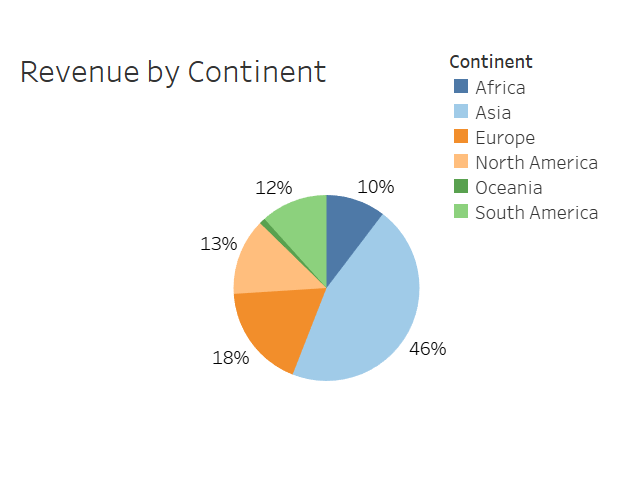 Revenue by Continent
Continent
Africa
Asia
Europe
North America
Oceania
South America
12%
10%
13%
18%
46%